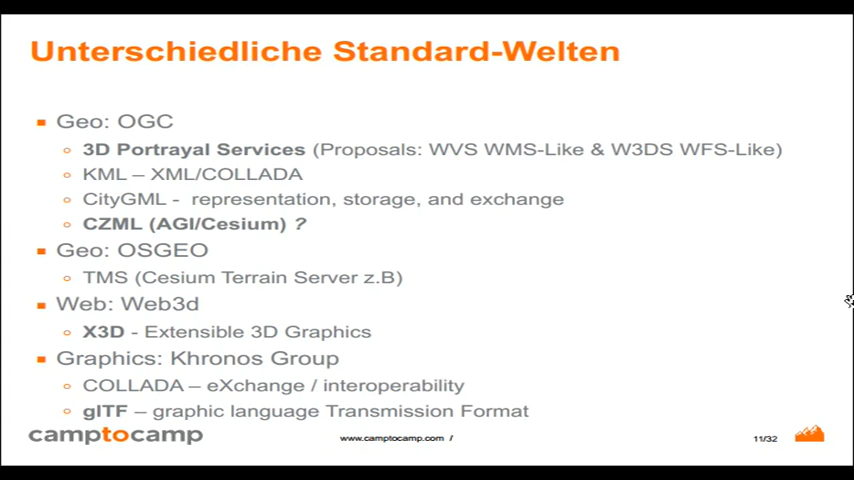 Unterschiedliche Standard-Welten
Geo: OGC
3D Portrayal Services (Proposals: WVS WMS-Like & W3DS WFS-Like)
KML – XML/COLLADA
CityGML - representation, storage, and exchange
CZML (AGI/Cesium) ?
Geo: OSGEO
TMS (Cesium Terrain Server z.B)
Web: Web3d
X3D - Extensible 3D Graphics
Graphics: Khronos Group
COLLADA – eXchange / interoperability
glTF – graphic language Transmission Format
camptocamp
www.camptocamp.com /
11/32